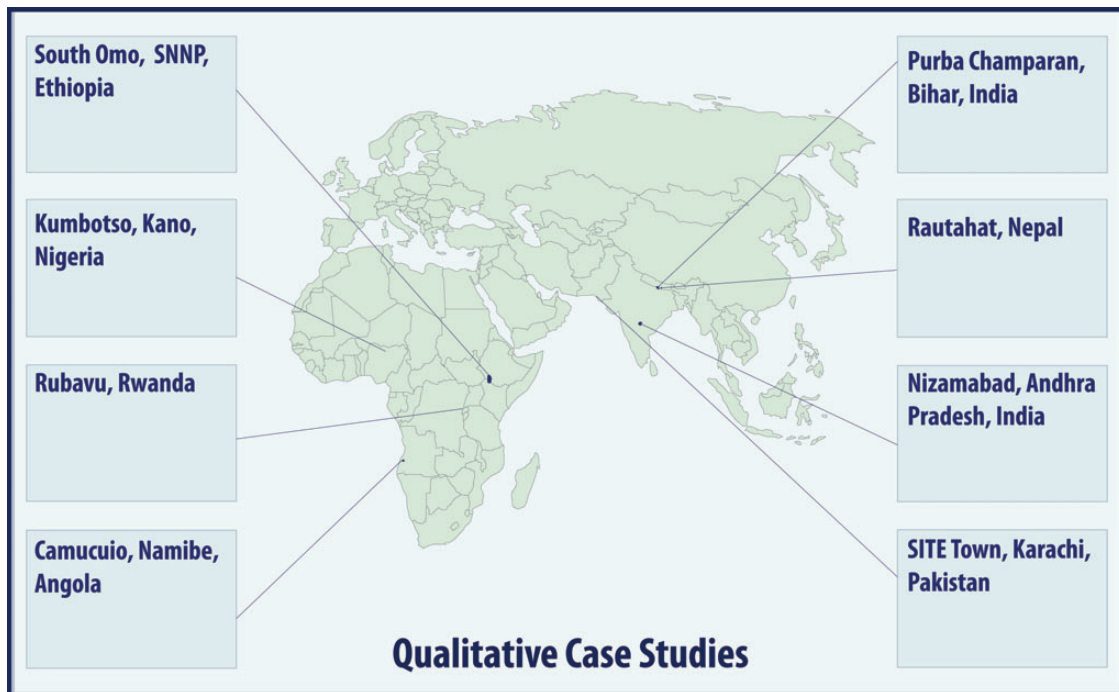 South Omo, SNNP,
Ethiopia
Kumbotso, Kano,
Nigeria
Rubavu, Rwanda
Camucuio, Namibe,
Angola
Purba Champaran,
Bihar, India
Rautahat, Nepal
Nizamabad, Andhra
Pradesh, India
SITE Town, Karachi,
Pakistan
Qualitative Case Studies